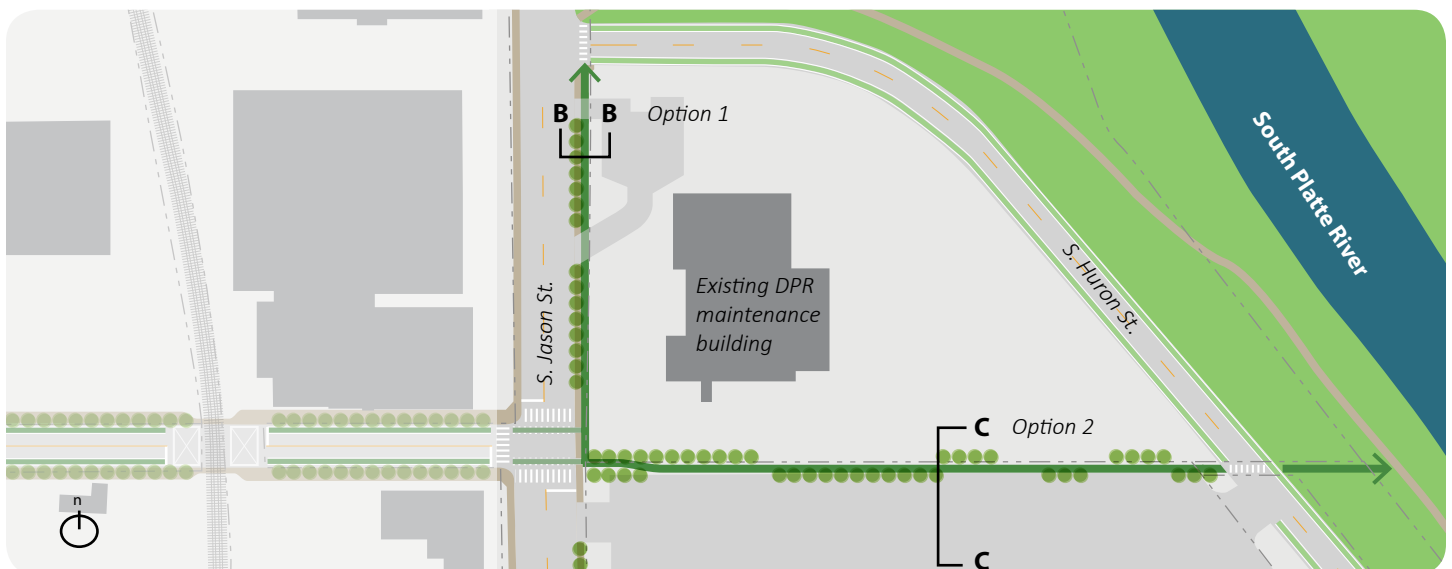 B B Option 1
South Platte River
S. Huron St.
Existing DPR
maintenance
building
S. Jason St.
C Option 2
n
C